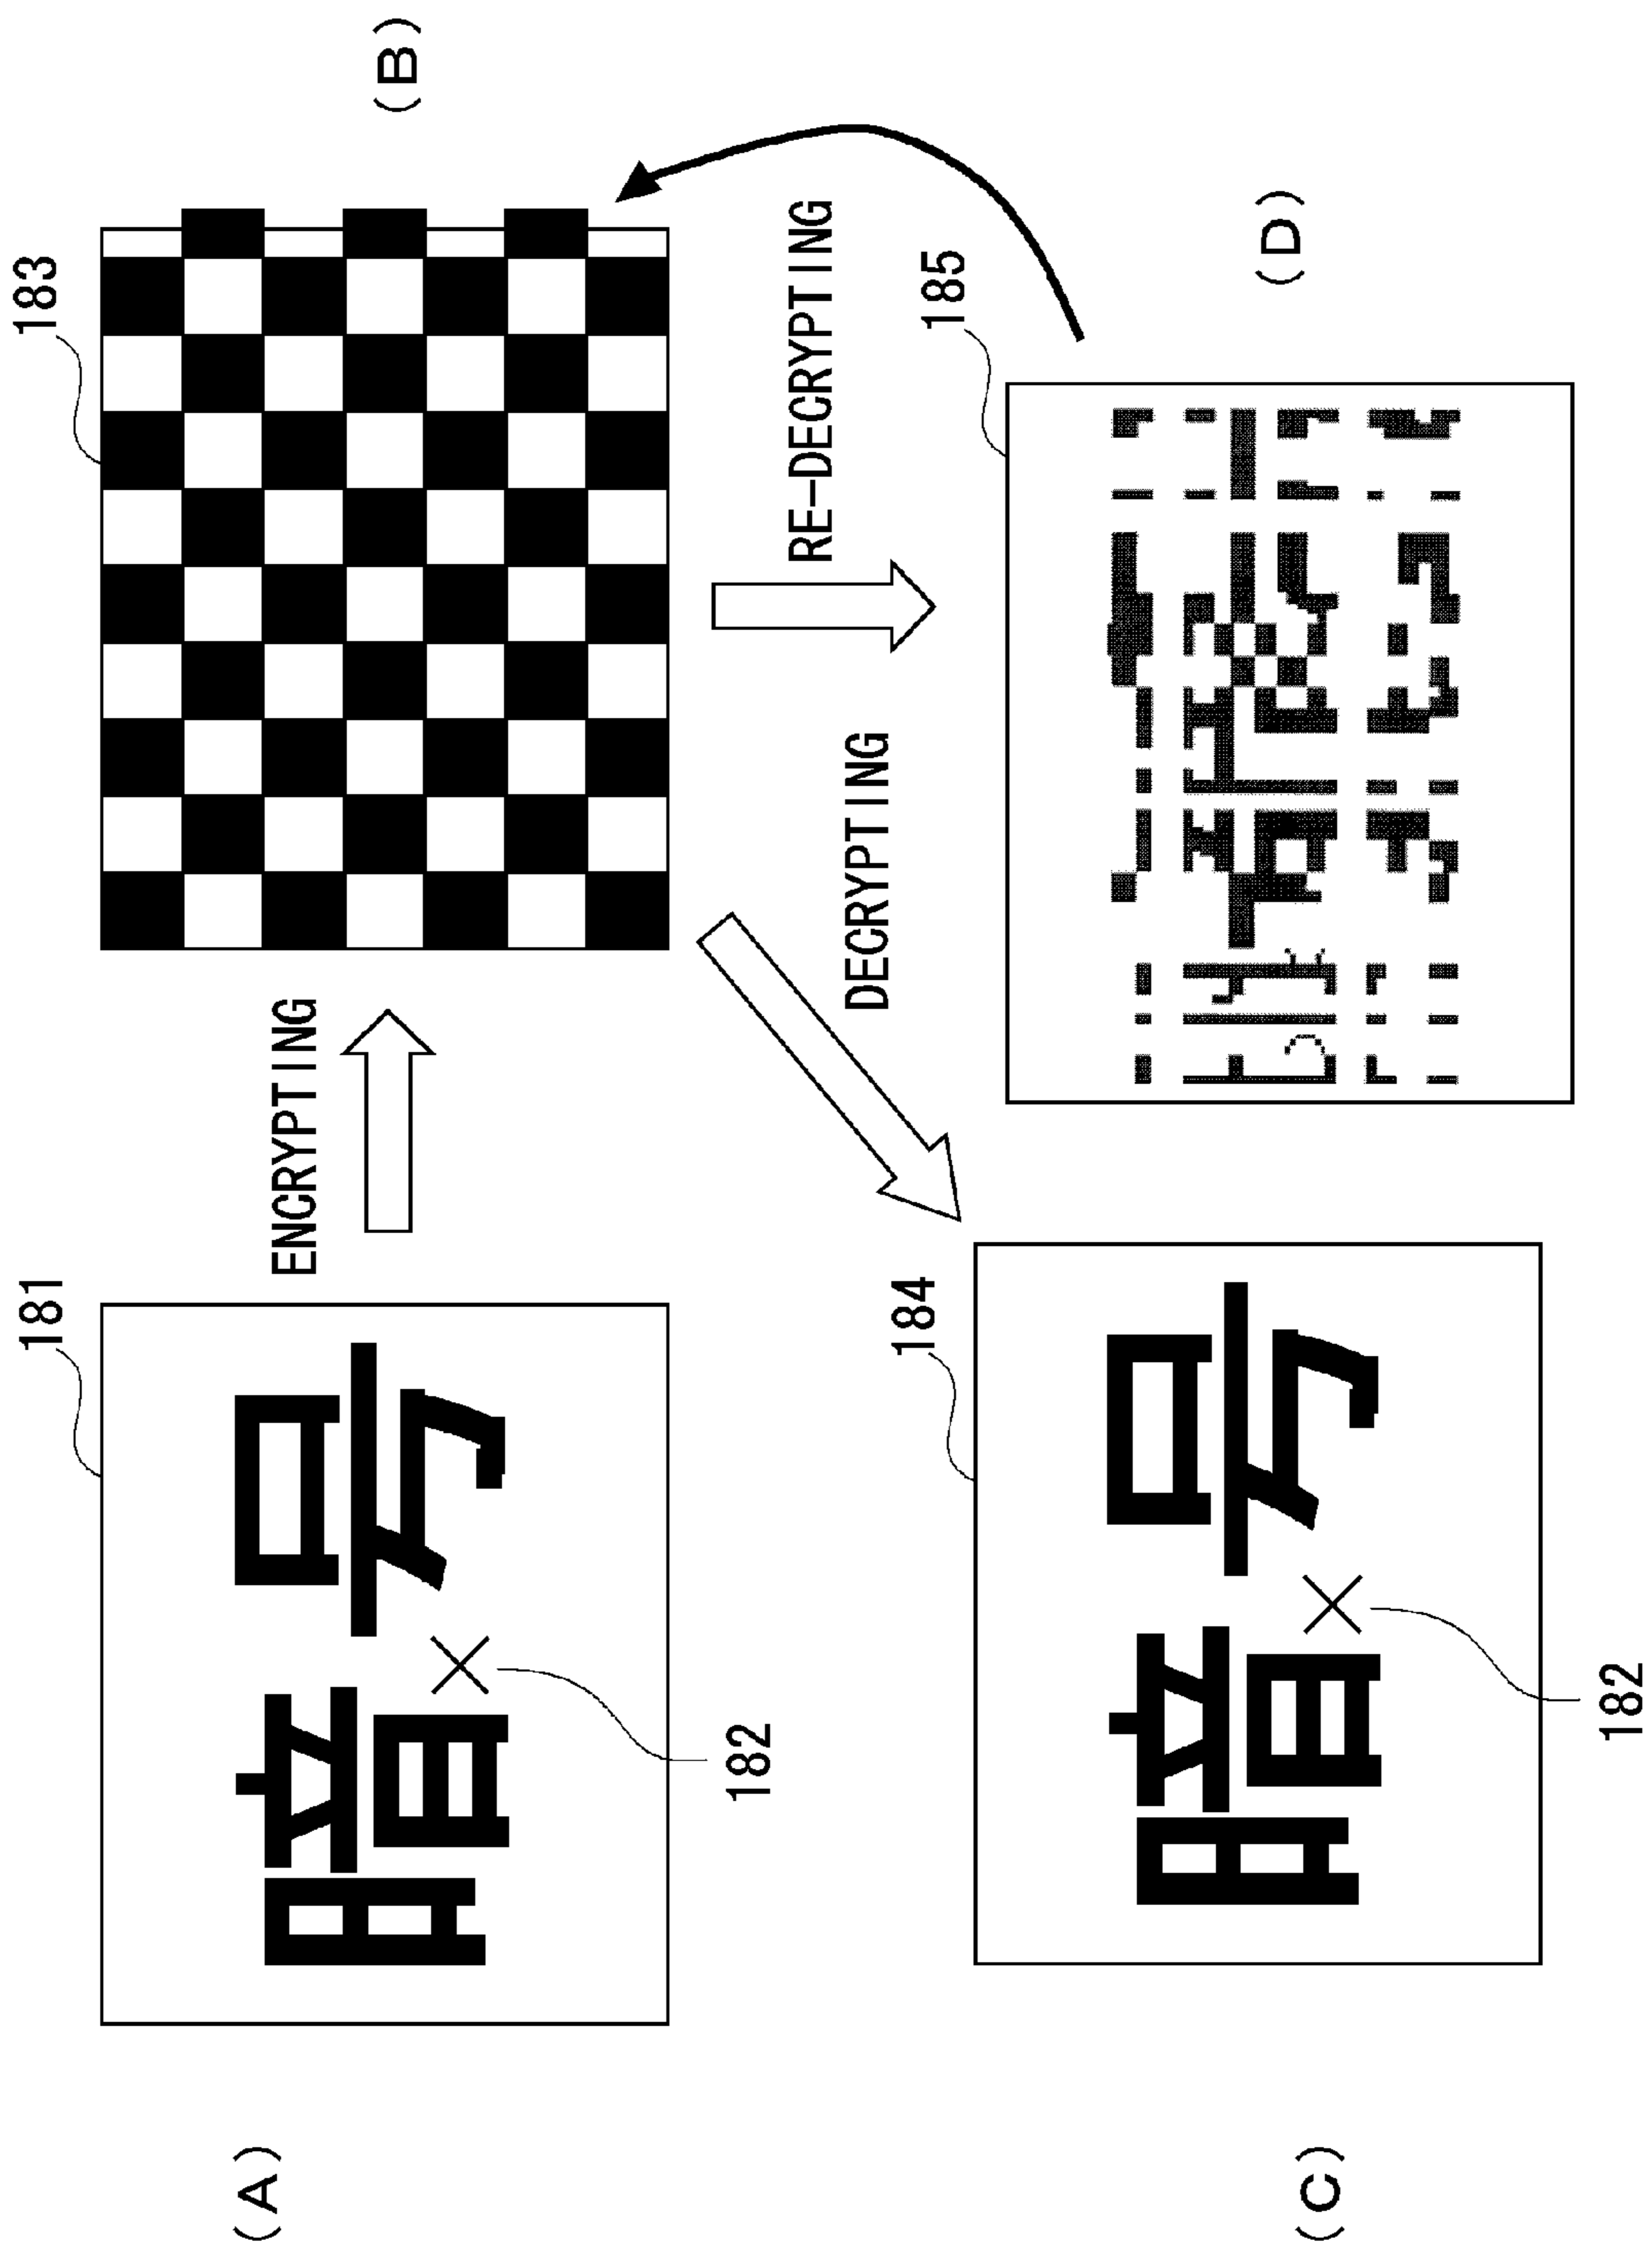 181
183
(A)
暗×号
ENCRYPTING
(B)
182
RE-DECRYPTING
DECRYPTING
184
185
(C)
暗×号
(D)
182